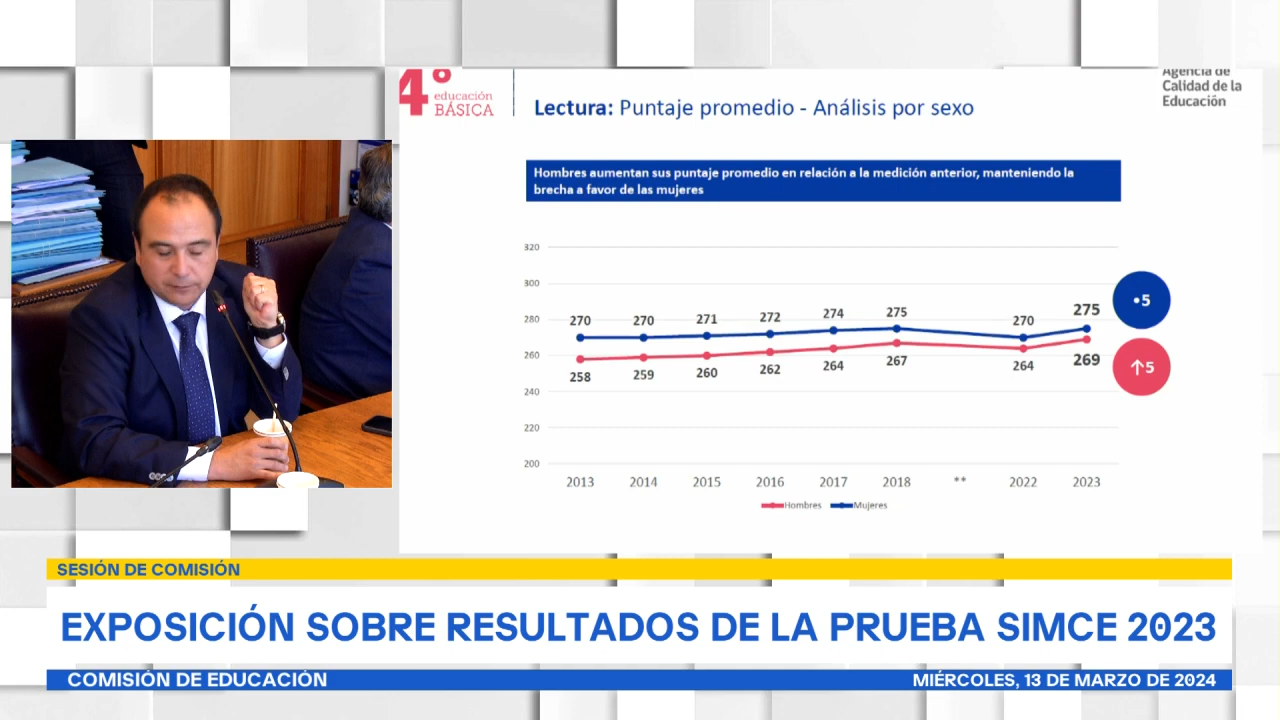 4°
educación
BÁSICA
Lectura: Puntaje promedio - Análisis por sexo
Agencia de
Calidad de la
Educación
Hombres aumentan sus puntaje promedio en relación a la medición anterior, manteniendo la
brecha a favor de las mujeres
320
300
280
260
240
220
200
270 270 271 272 274 275 270 275
258 259 260 262 264 267 264 269
•5
↑5
2013 2014 2015 2016 2017 2018 ** 2022 2023
Hombres Mujeres
SESIÓN DE COMISIÓN
EXPOSICIÓN SOBRE RESULTADOS DE LA PRUEBA SIMCE 2023
COMISIÓN DE EDUCACIÓN
MIÉRCOLES, 13 DE MARZO DE 2024